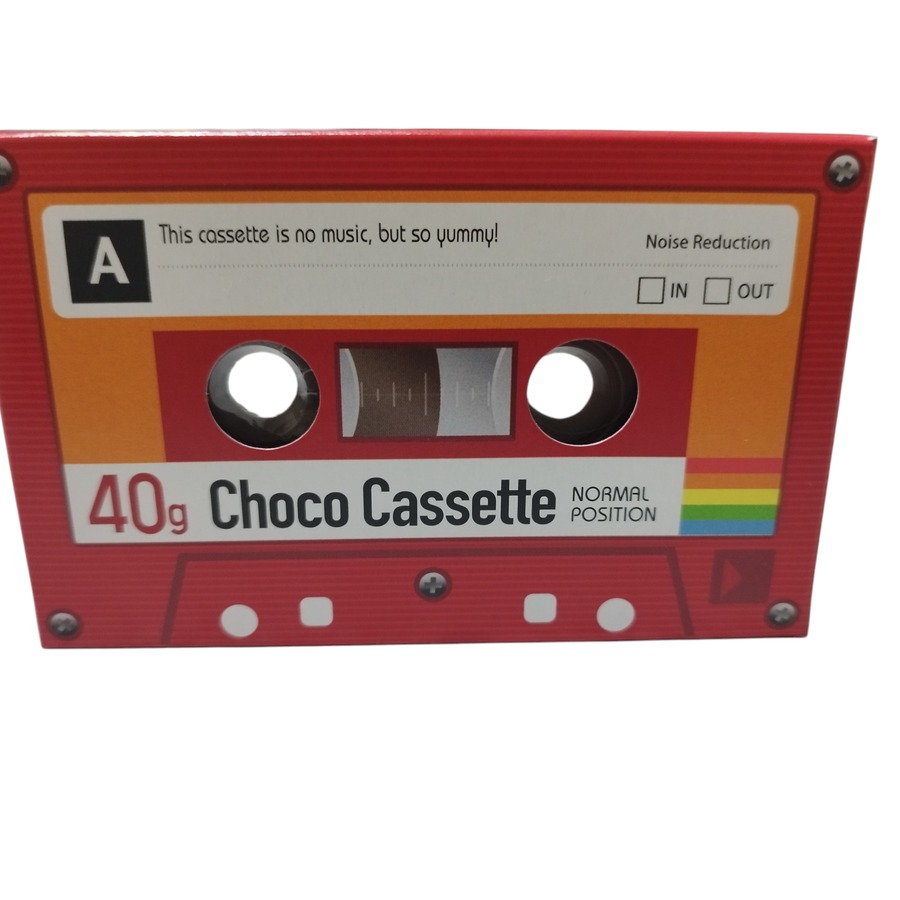 A
This cassette is no music, but so yummy!
Noise Reduction
IN OUT
40g Choco Cassette NORMAL
POSITION